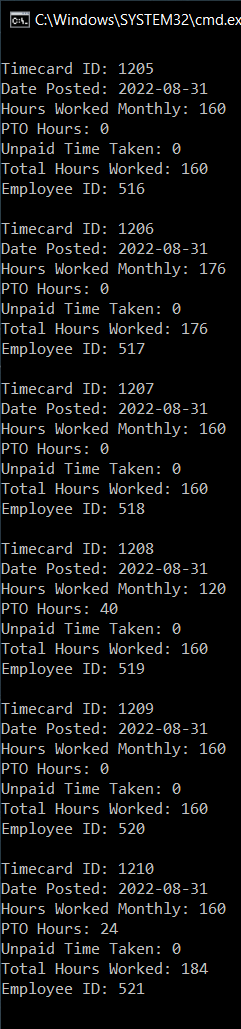 C:\Windows\SYSTEM32\cmd.ex
Timecard ID: 1205
Date Posted: 2022-08-31
Hours Worked Monthly: 160
PTO Hours: 0
Unpaid Time Taken: 0
Total Hours Worked: 160
Employee ID: 516
Timecard ID: 1206
Date Posted: 2022-08-31
Hours Worked Monthly: 176
PTO Hours: 0
Unpaid Time Taken: 0
Total Hours Worked: 176
Employee ID: 517
Timecard ID: 1207
Date Posted: 2022-08-31
Hours Worked Monthly: 160
PTO Hours: 0
Unpaid Time Taken: 0
Total Hours Worked: 160
Employee ID: 518
Timecard ID: 1208
Date Posted: 2022-08-31
Hours Worked Monthly: 120
PTO Hours: 40
Unpaid Time Taken: 0
Total Hours Worked: 160
Employee ID: 519
Timecard ID: 1209
Date Posted: 2022-08-31
Hours Worked Monthly: 160
PTO Hours: 0
Unpaid Time Taken: 0
Total Hours Worked: 160
Employee ID: 520
Timecard ID: 1210
Date Posted: 2022-08-31
Hours Worked Monthly: 160
PTO Hours: 24
Unpaid Time Taken: 0
Total Hours Worked: 184
Employee ID: 521